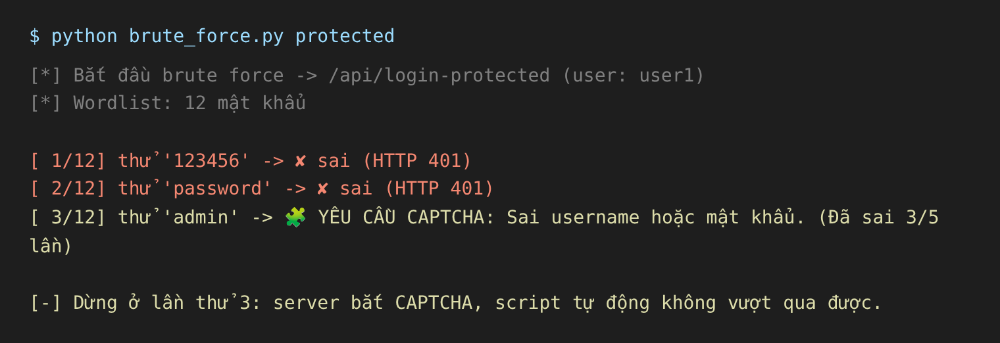 $ python brute_force.py protected
[*] Bắt đầu brute force -> /api/login-protected (user: user1)
[*] Wordlist: 12 mật khẩu
[ 1/12] thử '123456' -> ✘ sai (HTTP 401)
[ 2/12] thử 'password' -> ✘ sai (HTTP 401)
[ 3/12] thử 'admin' -> 🧩 YÊU CẦU CAPTCHA: Sai username hoặc mật khẩu. (Đã sai 3/5
lần)
[-] Dừng ở lần thử 3: server bắt CAPTCHA, script tự động không vượt qua được.